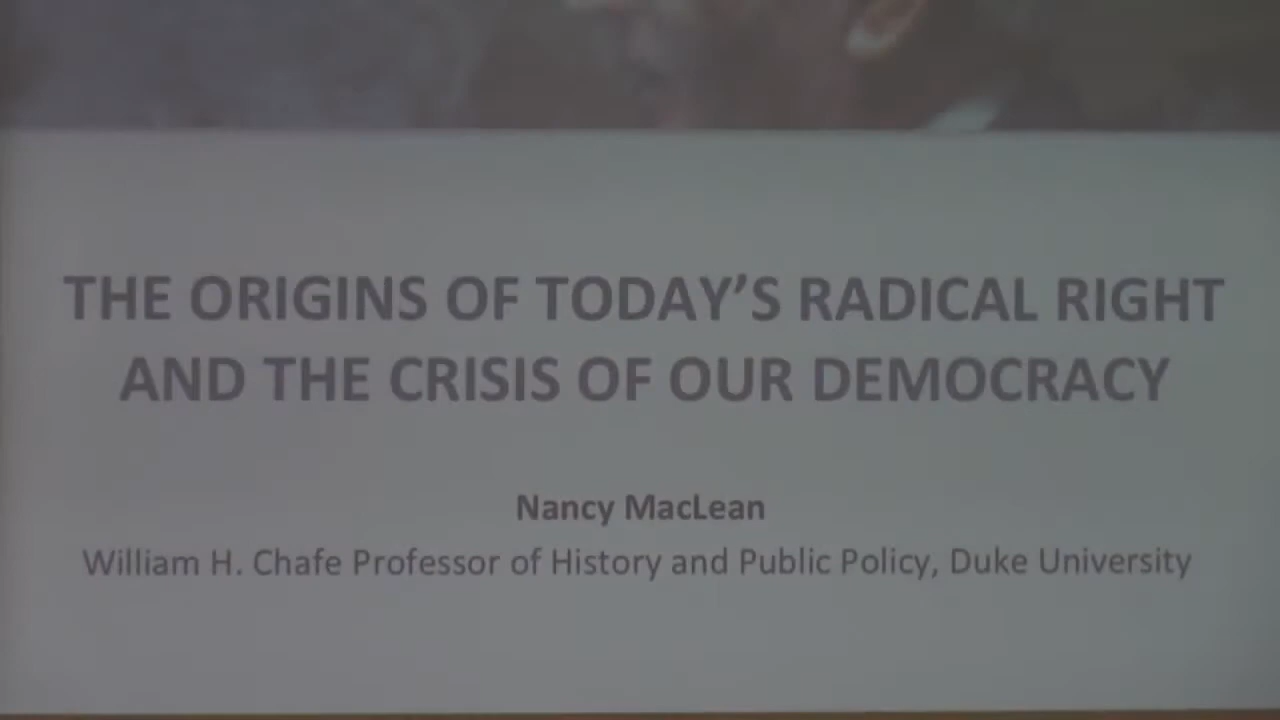 THE ORIGINS OF TODAY’S RADICAL RIGHT
AND THE CRISIS OF OUR DEMOCRACY
Nancy MacLean
William H. Chafe Professor of History and Public Policy, Duke University